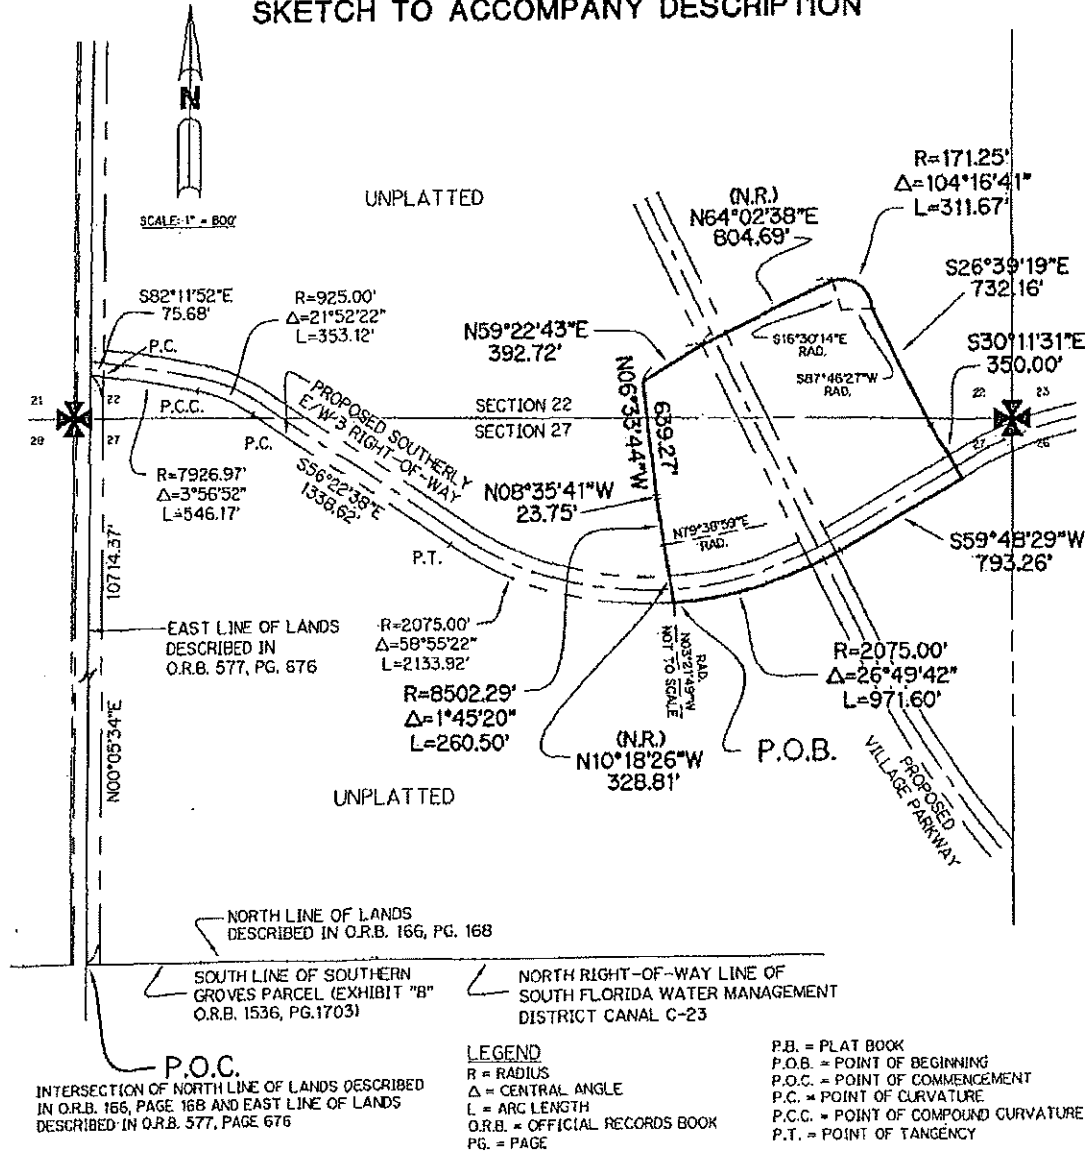 SKETCH TO ACCOMPANY DESCRIPTION
N
SCALE: 1" = 800'
UNPLATTED
R=171.25'
Δ=104°16'41"
L=311.67'
(N.R.)
N64°02'38"E
804.69'
S26°39'19"E
732.16'
S82°11'52"E
75.68'
R=925.00'
Δ=21°52'22"
L=353.12'
N59°22'43"E
392.72'
S16°30'14"E
RAD.
S87°46'27"W
RAD.
S30°11'31"E
350.00'
P.C.
P.C.C.
P.C.
21
22
28
27
SECTION 22
SECTION 27
22
23
27
26
PROPOSED SOUTHERLY
E/W-3 RIGHT-OF-WAY
N06°33'44"W
639.27'
R=7926.97'
Δ=3°56'52"
L=546.17'
S56°22'38"E
1338.62'
N08°35'41"W
23.75'
N79°38'59"E
RAD.
S59°48'29"W
793.26'
P.T.
10714.37'
N00°05'34"E
EAST LINE OF LANDS
DESCRIBED IN
O.R.B. 577, PG. 676
R=2075.00'
Δ=58°55'22"
L=2133.92'
R=8502.29'
Δ=1°45'20"
L=260.50'
RAD.
N03°21'49"W
NOT TO SCALE
R=2075.00'
Δ=26°49'42"
L=971.60'
(N.R.)
N10°18'26"W
328.81'
P.O.B.
UNPLATTED
PROPOSED
VILLAGE PARKWAY
NORTH LINE OF LANDS
DESCRIBED IN O.R.B. 166, PG. 168
SOUTH LINE OF SOUTHERN
GROVES PARCEL (EXHIBIT "B"
O.R.B. 1536, PG.1703)
NORTH RIGHT-OF-WAY LINE OF
SOUTH FLORIDA WATER MANAGEMENT
DISTRICT CANAL C-23
P.O.C.
INTERSECTION OF NORTH LINE OF LANDS DESCRIBED
IN O.R.B. 166, PAGE 168 AND EAST LINE OF LANDS
DESCRIBED IN O.R.B. 577, PAGE 676
LEGEND
R = RADIUS
Δ = CENTRAL ANGLE
L = ARC LENGTH
O.R.B. = OFFICIAL RECORDS BOOK
PG. = PAGE
P.B. = PLAT BOOK
P.O.B. = POINT OF BEGINNING
P.O.C. = POINT OF COMMENCEMENT
P.C. = POINT OF CURVATURE
P.C.C. = POINT OF COMPOUND CURVATURE
P.T. = POINT OF TANGENCY